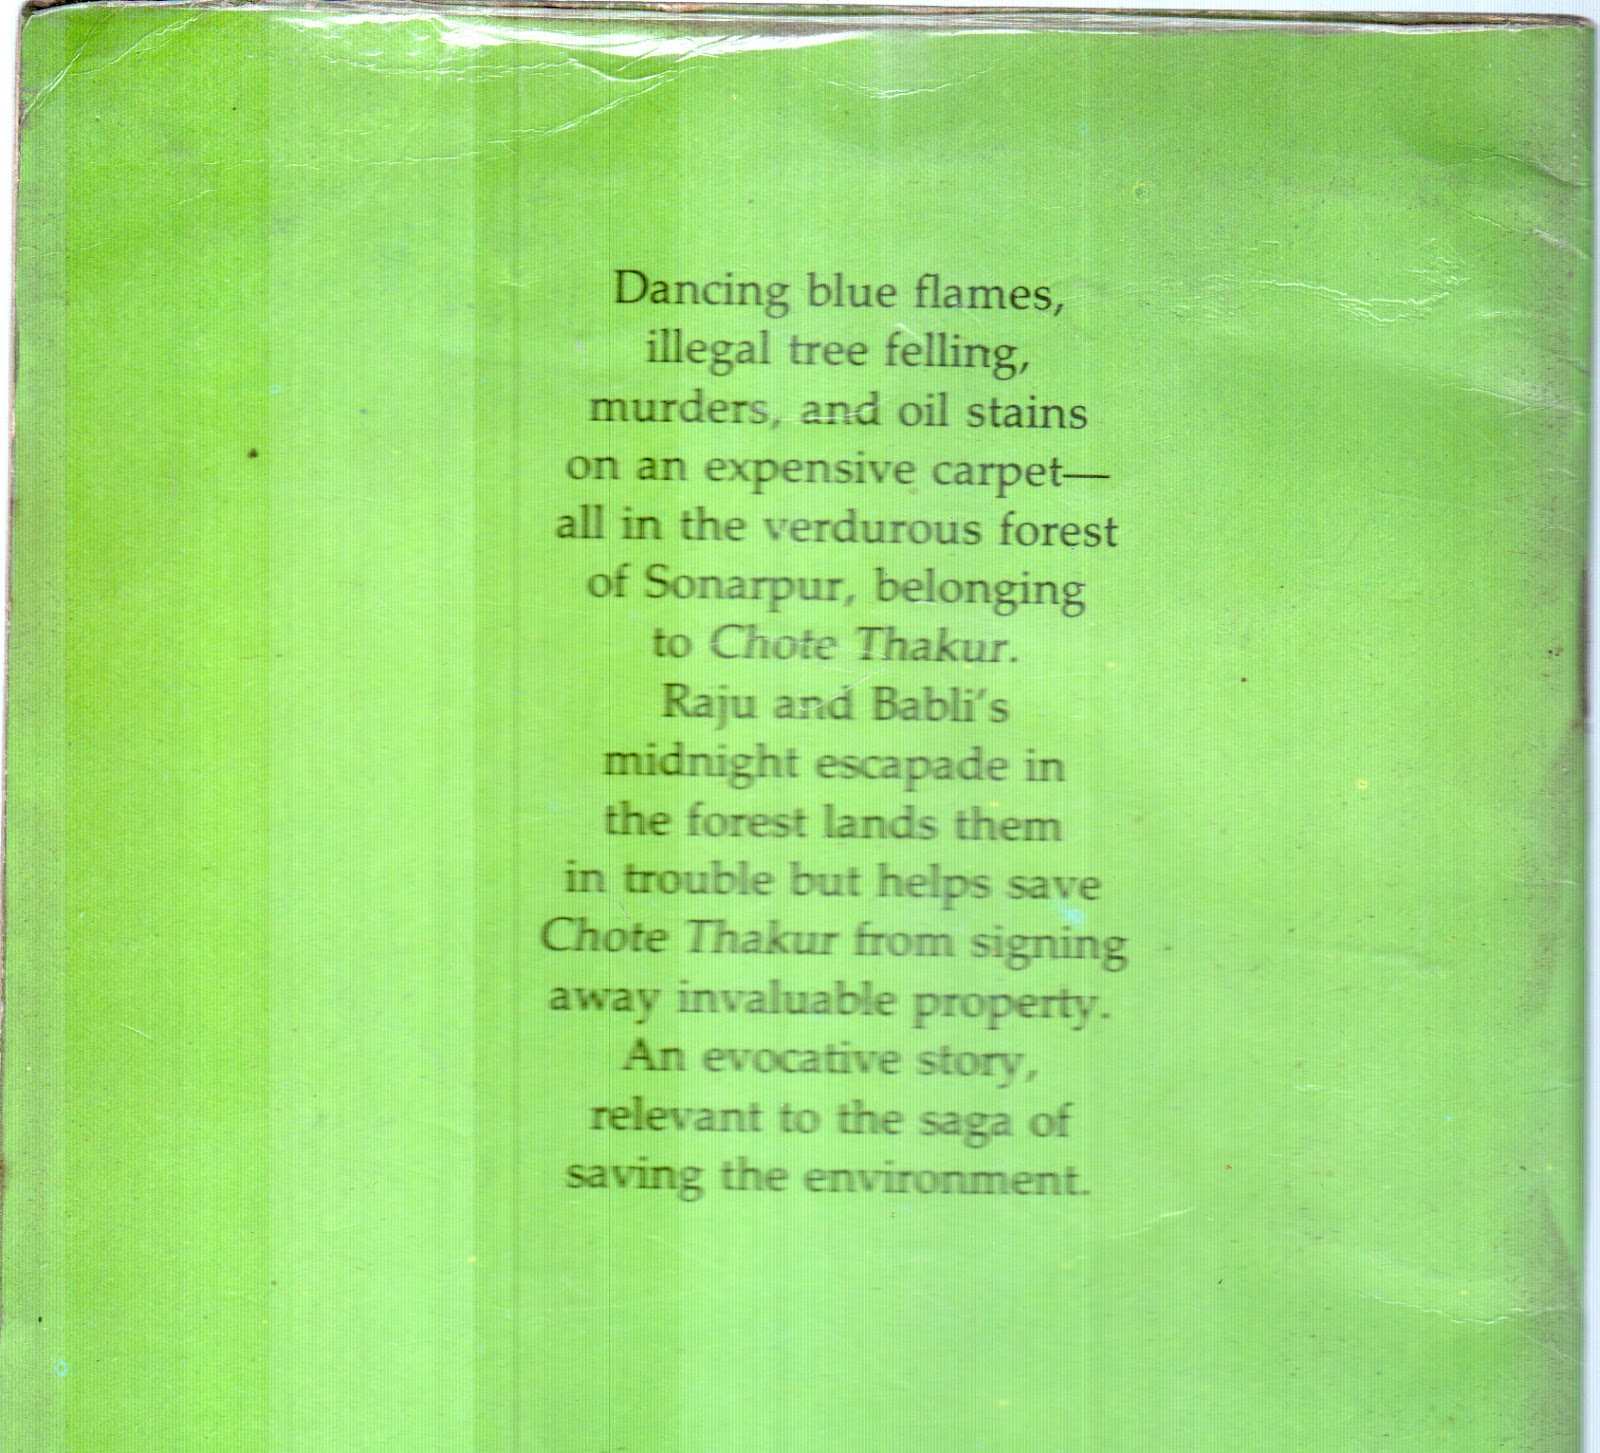 Dancing blue flames,
illegal tree felling,
murders, and oil stains
on an expensive carpet—
all in the verdurous forest
of Sonarpur, belonging
to Chote Thakur.
Raju and Babli's
midnight escapade in
the forest lands them
in trouble but helps save
Chote Thakur from signing
away invaluable property.
An evocative story,
relevant to the saga of
saving the environment.